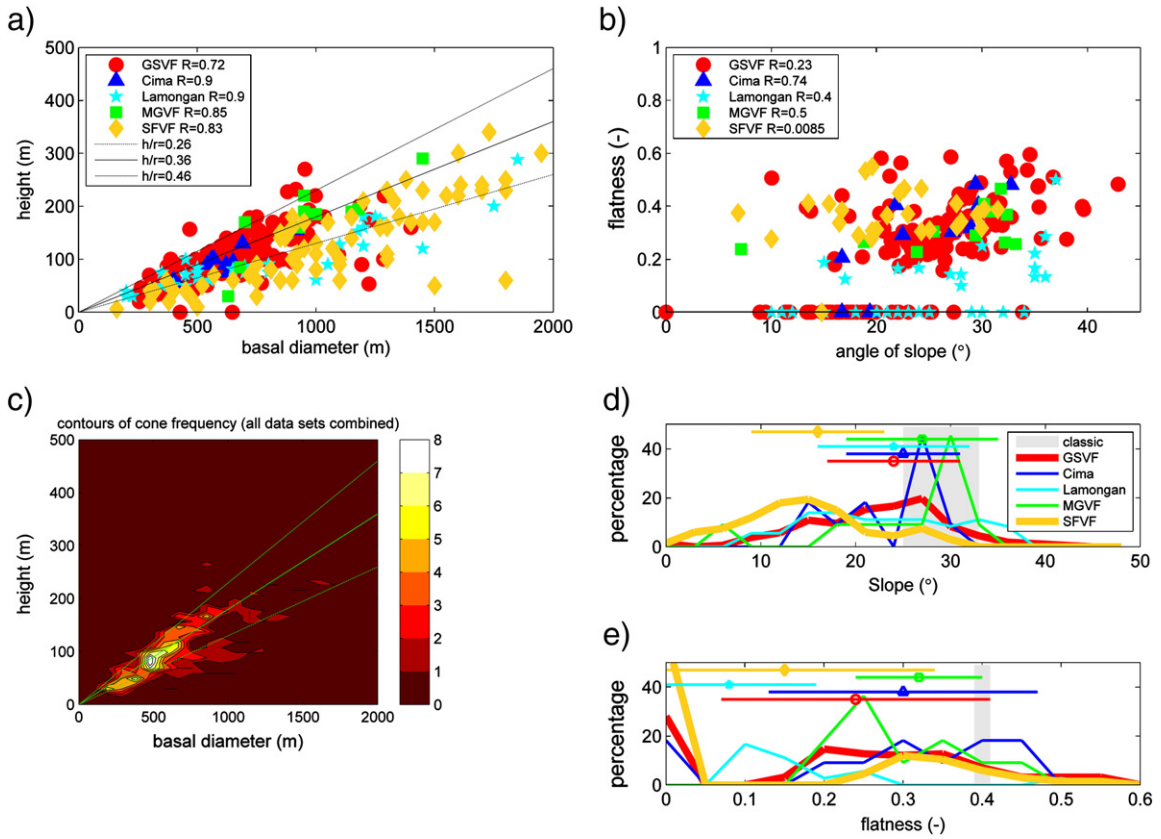 a)
500
400
300
200
100
0
height (m)
0
500
1000
1500
2000
basal diameter (m)
GSVF R=0.72
Cima R=0.9
Lamongan R=0.9
MGVF R=0.85
SFVF R=0.83
h/r=0.26
h/r=0.36
h/r=0.46
b)
1
0.8
0.6
0.4
0.2
0
flatness (-)
0
10
20
30
40
angle of slope (°)
GSVF R=0.23
Cima R=0.74
Lamongan R=0.4
MGVF R=0.5
SFVF R=0.0085
c)
contours of cone frequency (all data sets combined)
500
400
300
200
100
0
height (m)
0
500
1000
1500
2000
basal diameter (m)
8
7
6
5
4
3
2
1
0
d)
40
20
0
percentage
0
10
20
30
40
50
Slope (°)
classic
GSVF
Cima
Lamongan
MGVF
SFVF
e)
40
20
0
percentage
0
0.1
0.2
0.3
0.4
0.5
0.6
flatness (-)